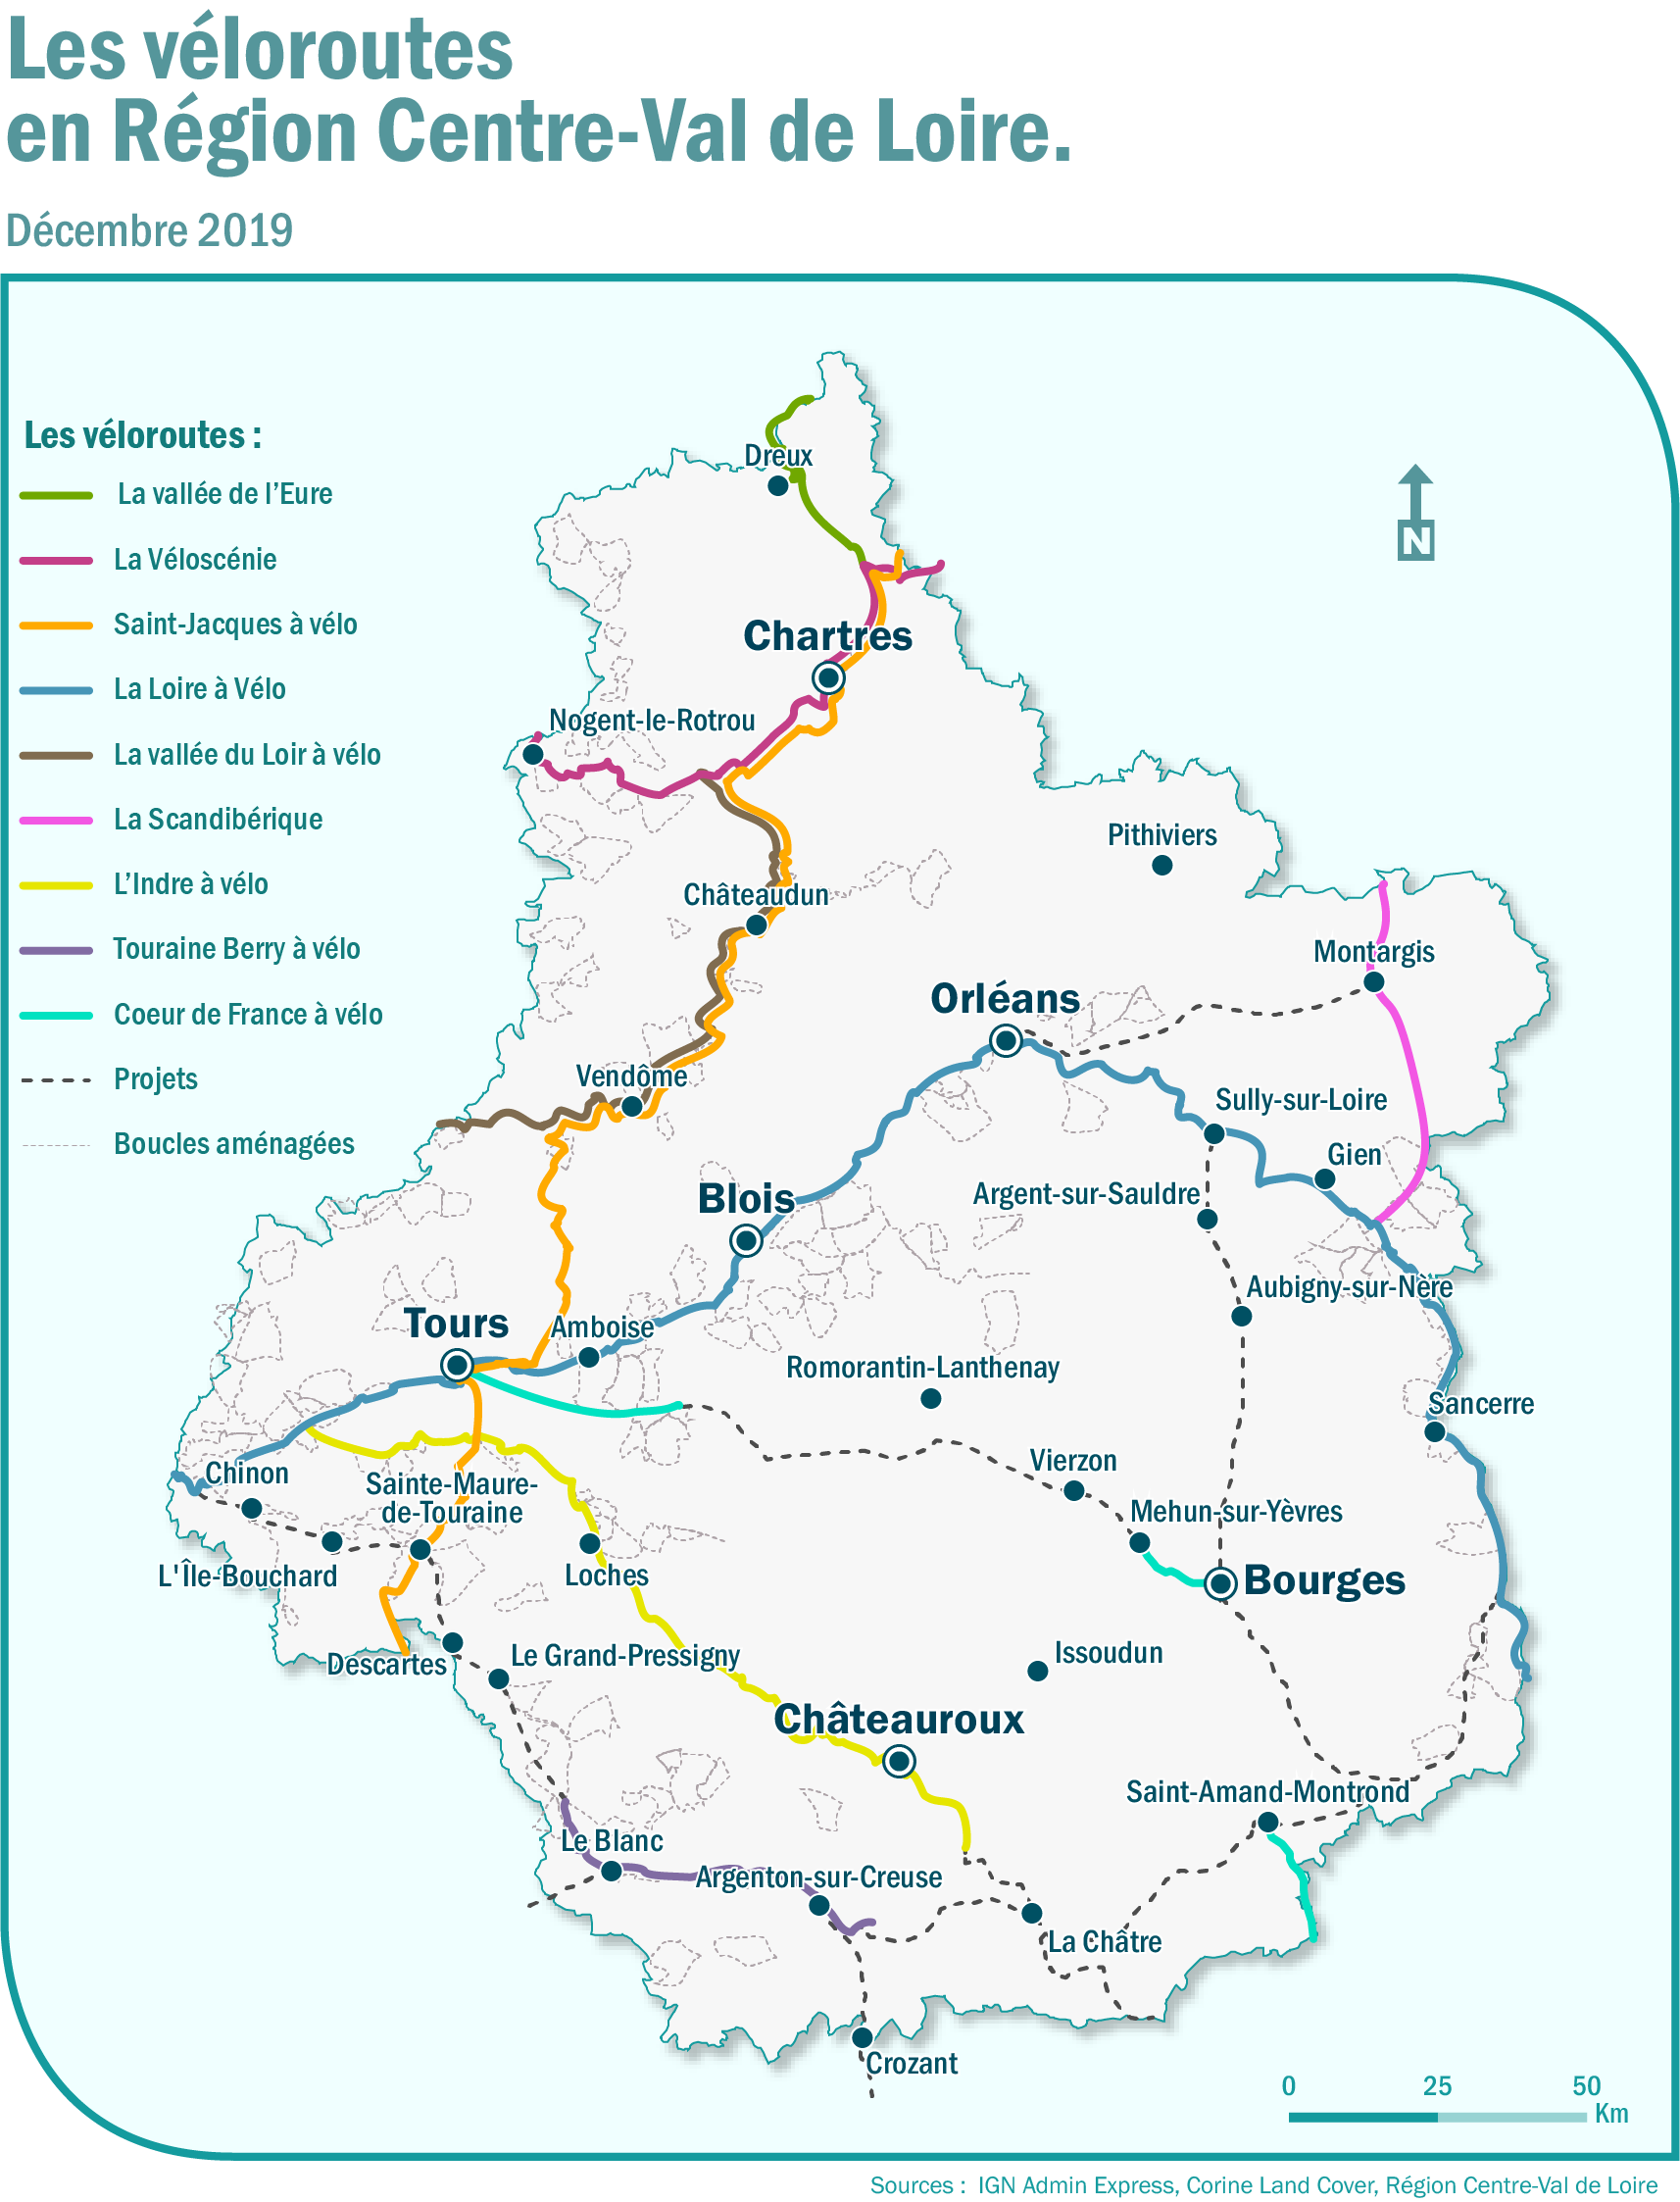 Les véloroutes
en Région Centre-Val de Loire.
Décembre 2019
Les véloroutes :
La vallée de l'Eure
La Véloscénie
Saint-Jacques à vélo
La Loire à Vélo
La vallée du Loir à vélo
La Scandibérique
L'Indre à vélo
Touraine Berry à vélo
Coeur de France à vélo
Projets
Boucles aménagées
N
Dreux
Chartres
Nogent-le-Rotrou
Pithiviers
Châteaudun
Montargis
Orléans
Vendôme
Sully-sur-Loire
Gien
Blois
Argent-sur-Sauldre
Aubigny-sur-Nère
Tours
Amboise
Romorantin-Lanthenay
Sancerre
Vierzon
Chinon
Sainte-Maure-
de-Touraine
Mehun-sur-Yèvres
L'Île-Bouchard
Loches
Bourges
Descartes
Le Grand-Pressigny
Issoudun
Châteauroux
Saint-Amand-Montrond
Le Blanc
Argenton-sur-Creuse
La Châtre
Crozant
0 25 50
Km
Sources : IGN Admin Express, Corine Land Cover, Région Centre-Val de Loire